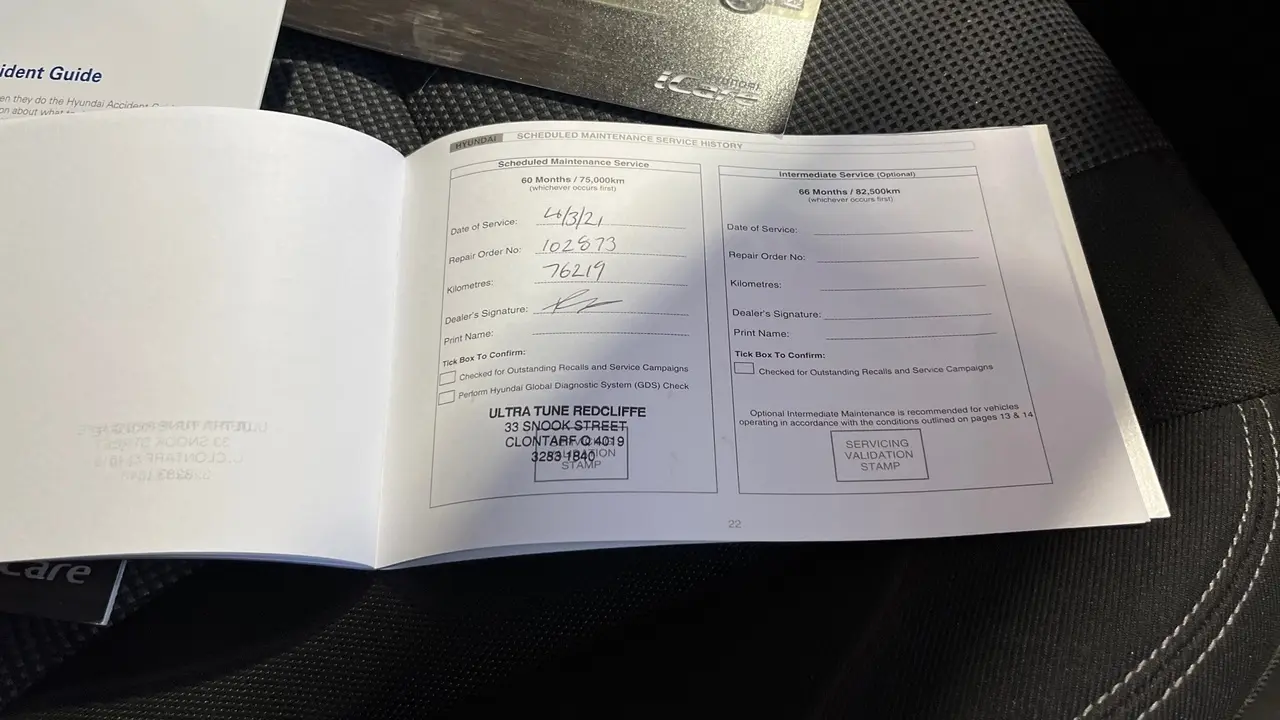 ident Guide
en they do the Hyundai Accident
on about what
iCare
HYUNDAI SCHEDULED MAINTENANCE SERVICE HISTORY
Scheduled Maintenance Service
60 Months / 75,000km
(whichever occurs first)
Date of Service: 4/3/21
Repair Order No: 102873
Kilometres: 76219
Dealer's Signature:
Print Name:
Tick Box To Confirm:
Checked for Outstanding Recalls and Service Campaigns
Perform Hyundai Global Diagnostic System (GDS) Check
ULTRA TUNE REDCLIFFE
33 SNOOK STREET
CLONTARF Q 4019
3283 1840
SERVICING
VALIDATION
STAMP
Intermediate Service (Optional)
66 Months / 82,500km
(whichever occurs first)
Date of Service:
Repair Order No:
Kilometres:
Dealer's Signature:
Print Name:
Tick Box To Confirm:
Checked for Outstanding Recalls and Service Campaigns
Optional Intermediate Maintenance is recommended for vehicles
operating in accordance with the conditions outlined on pages 13 & 14
SERVICING
VALIDATION
STAMP
22
Care